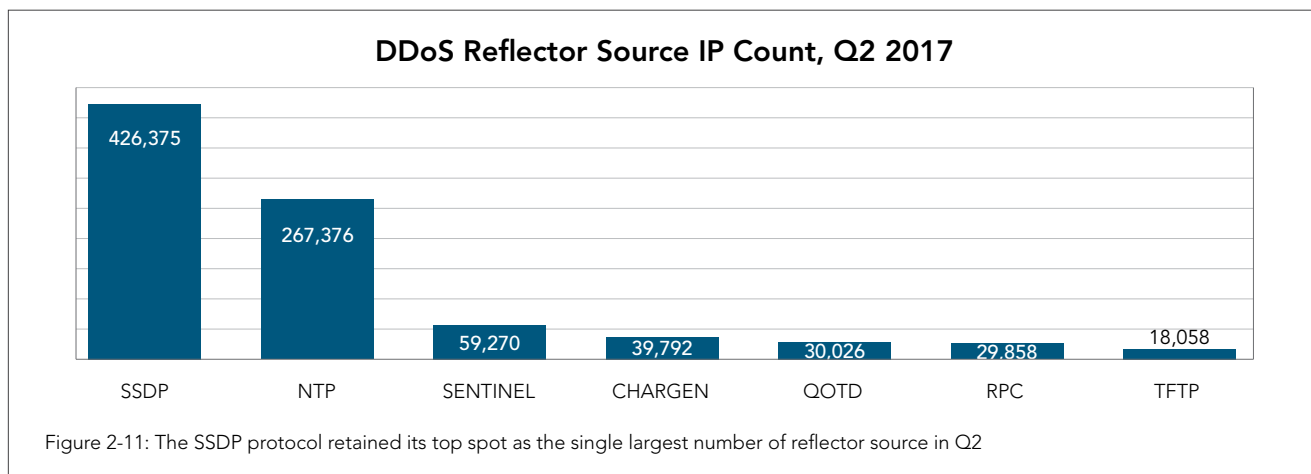 DDoS Reflector Source IP Count, Q2 2017
426,375
267,376
59,270
39,792
30,026
29,858
18,058
SSDP NTP SENTINEL CHARGEN QOTD RPC TFTP
Figure 2-11: The SSDP protocol retained its top spot as the single largest number of reflector source in Q2